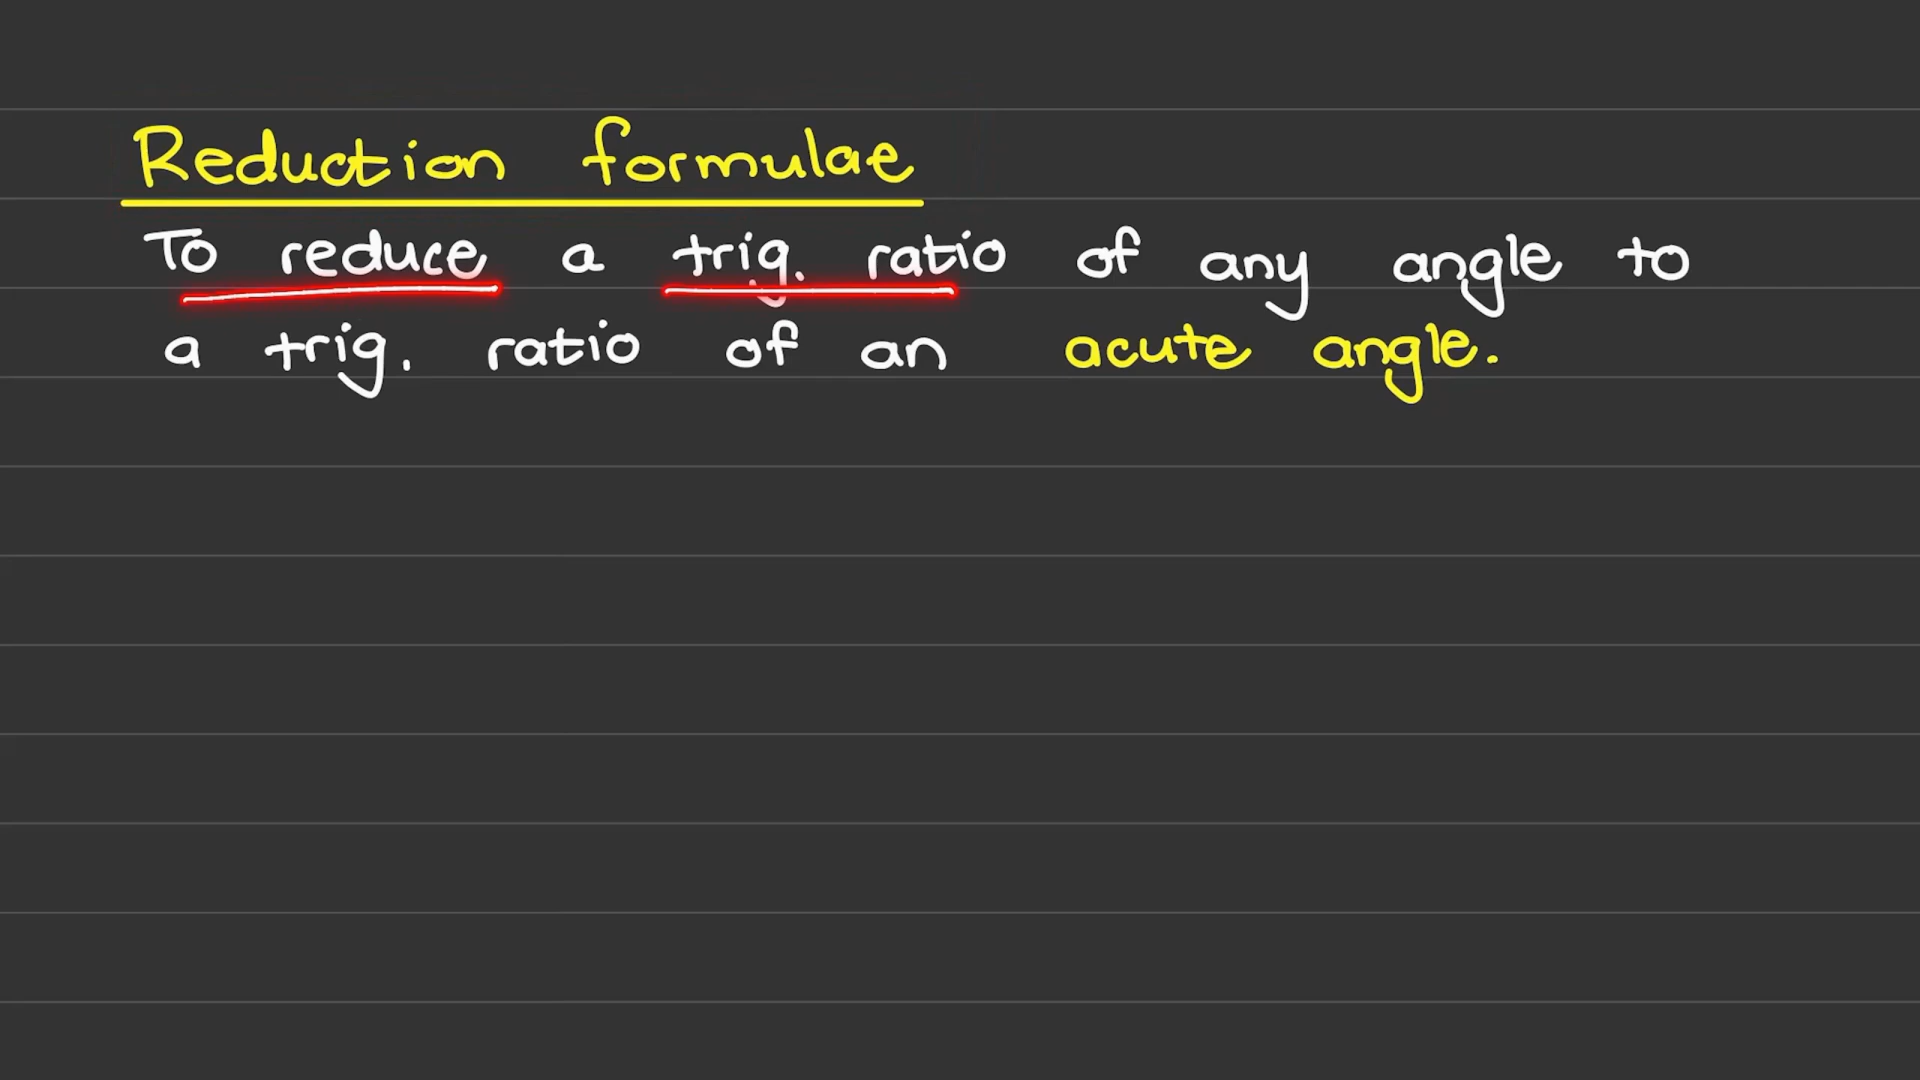 Reduction formulae
To reduce a trig. ratio of any angle to
a trig. ratio of an acute angle.